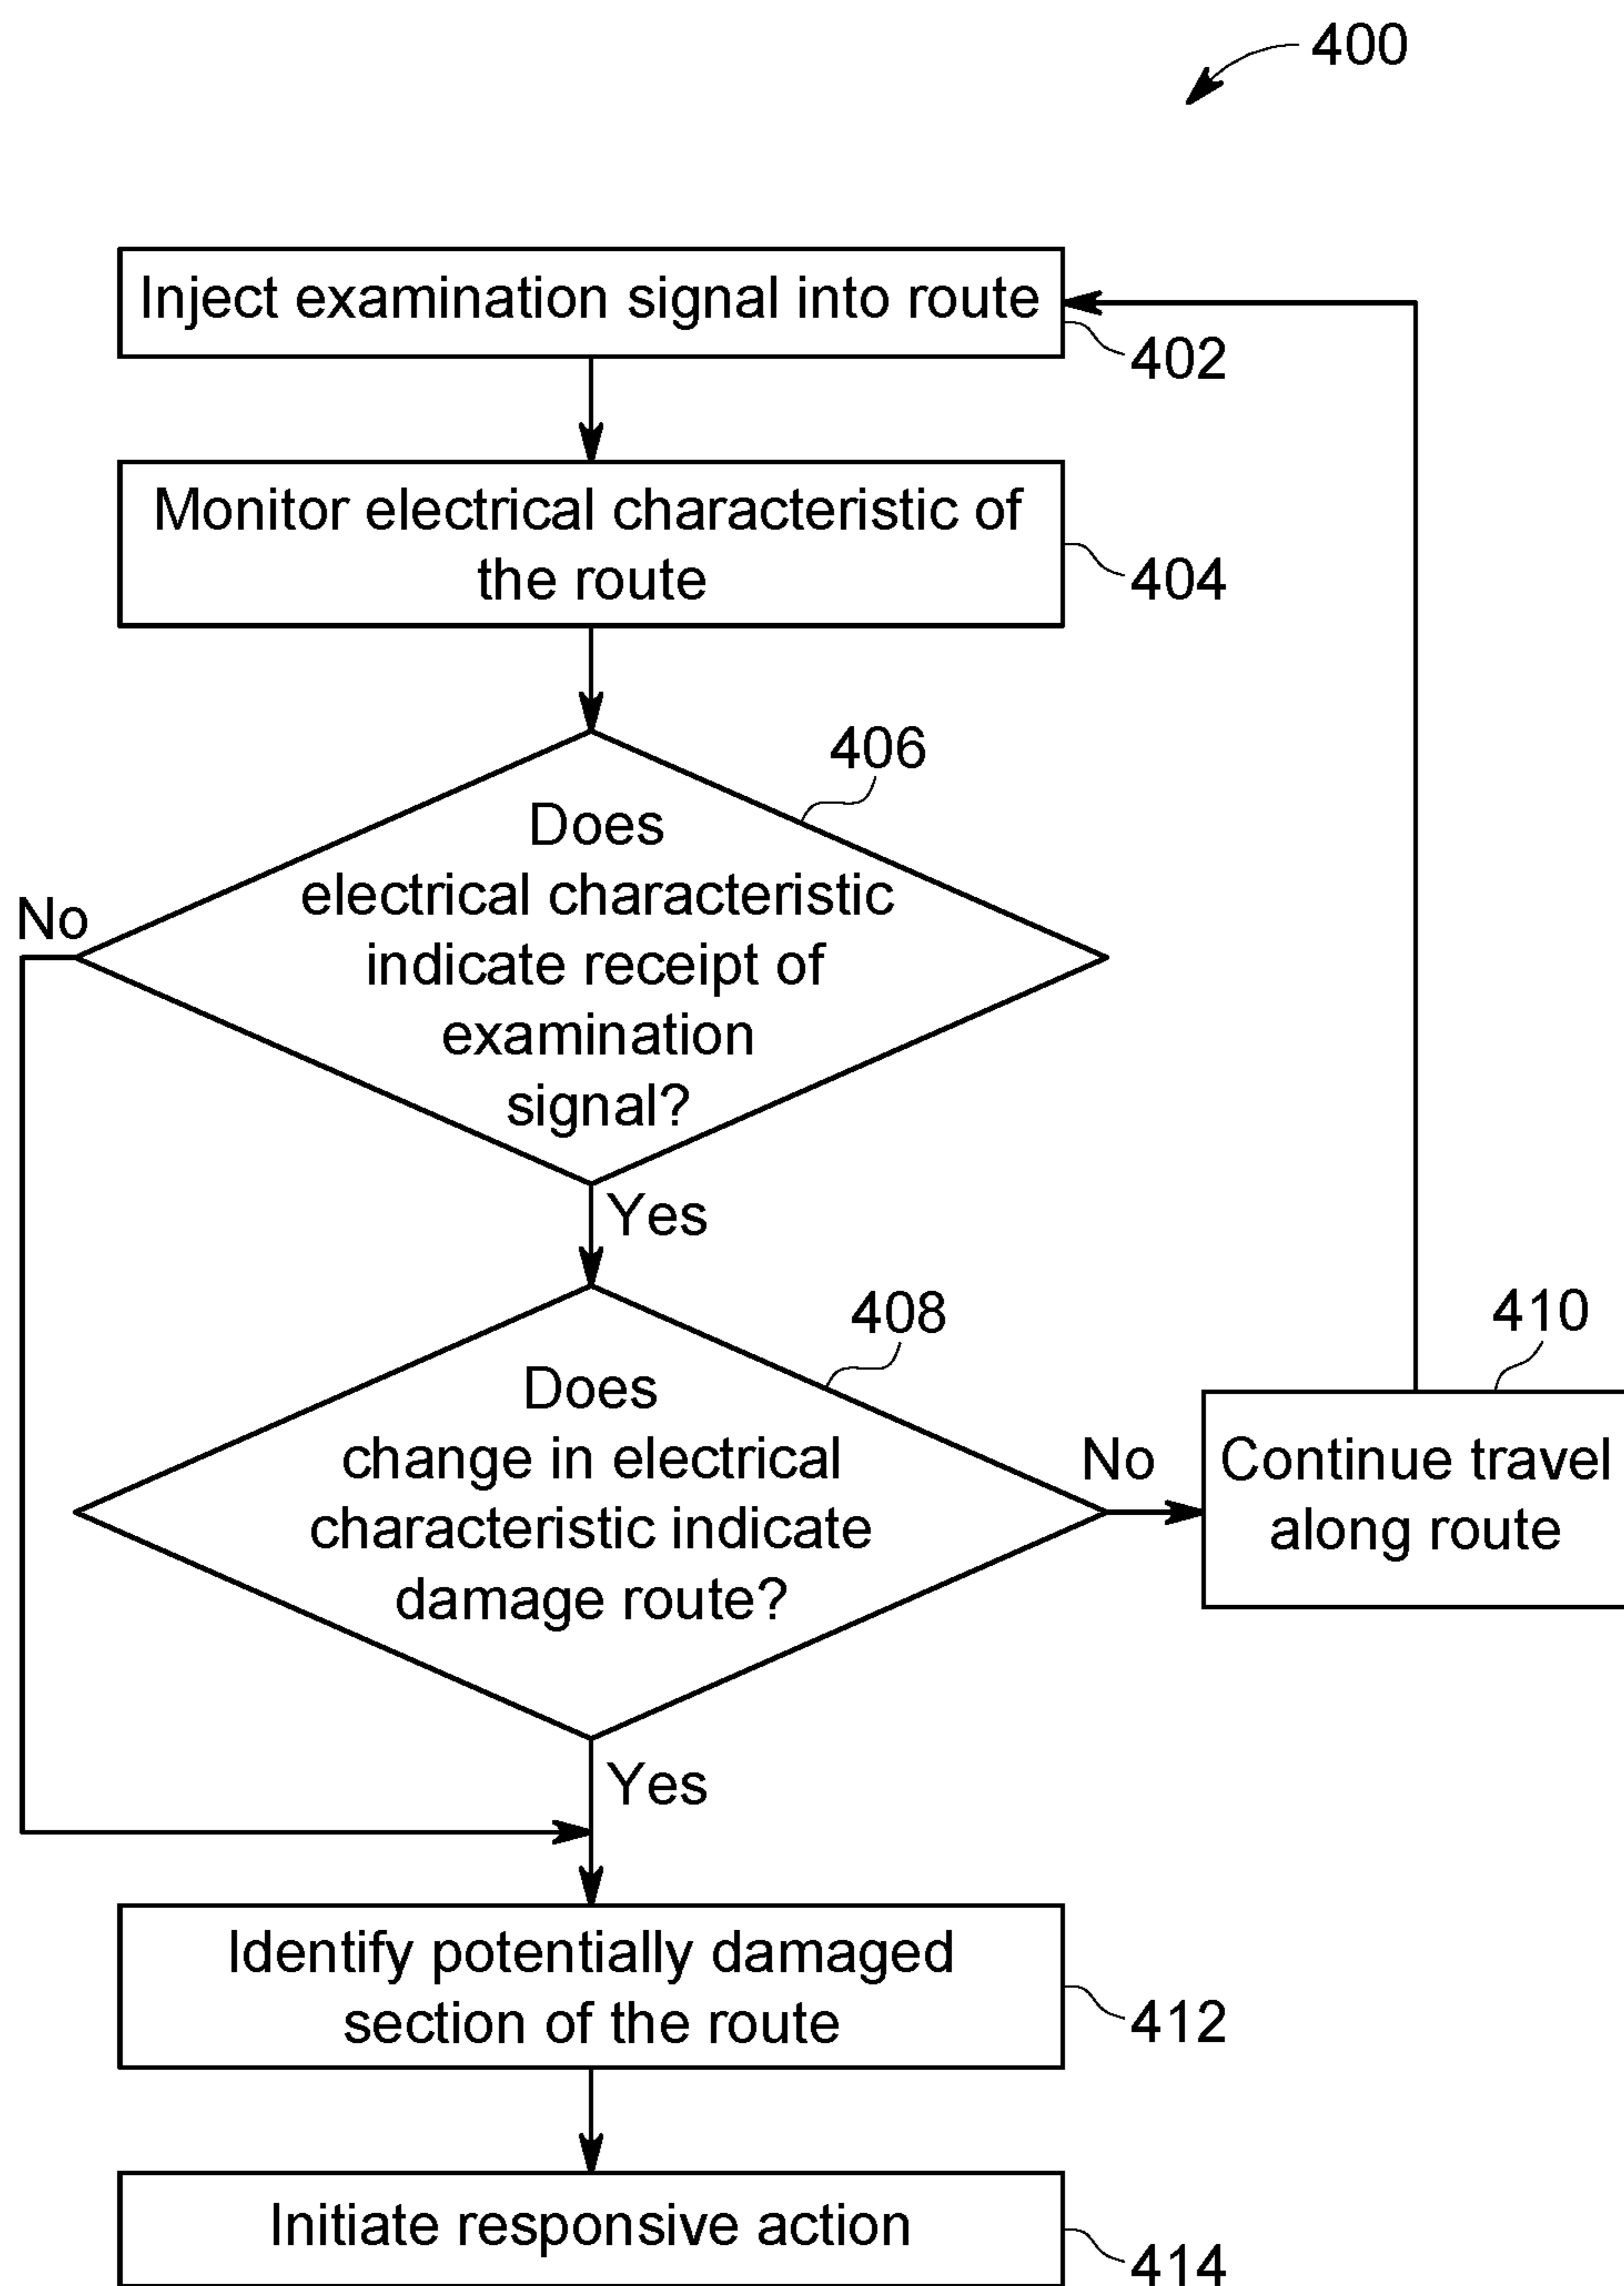 400
Inject examination signal into route
402
Monitor electrical characteristic of
the route
404
406
Does
electrical characteristic
indicate receipt of
examination
signal?
No
Yes
408
Does
change in electrical
characteristic indicate
damage route?
No
410
Continue travel
along route
Yes
Identify potentially damaged
section of the route
412
Initiate responsive action
414